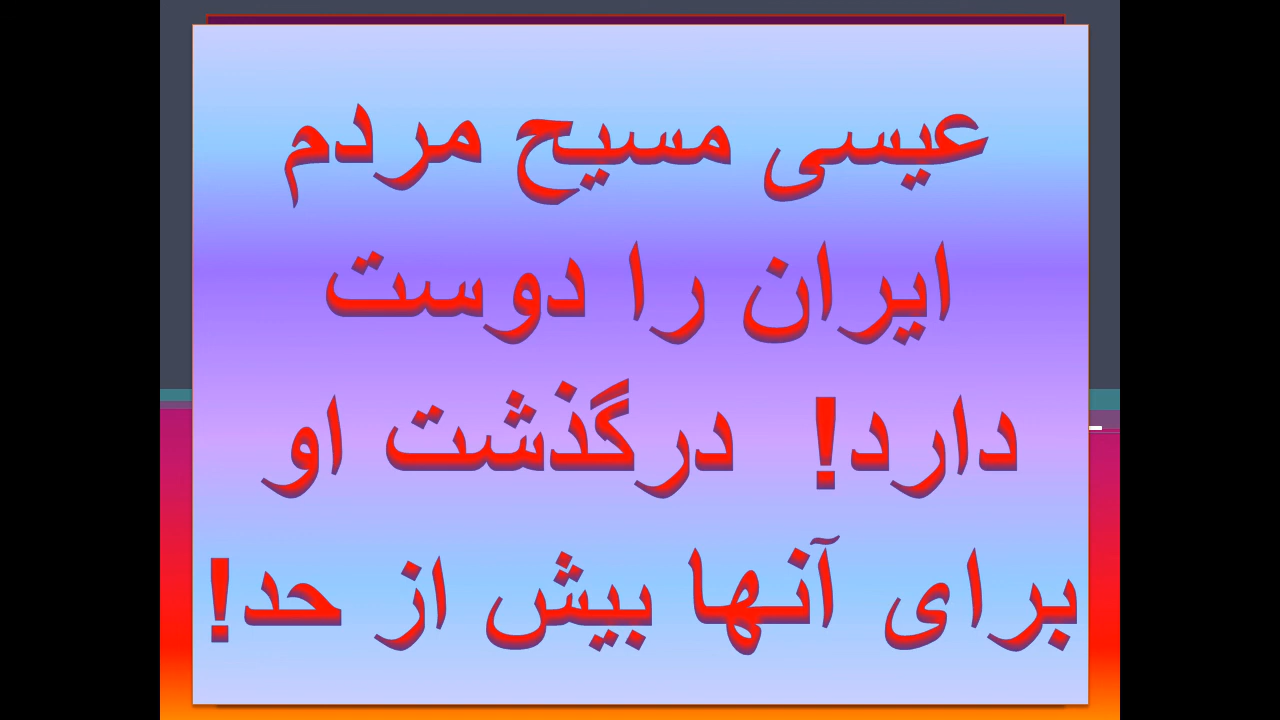 عیسی مسیح مردم
ایران را دوست
دارد! درگذشت او
برای آنها بیش از حد!